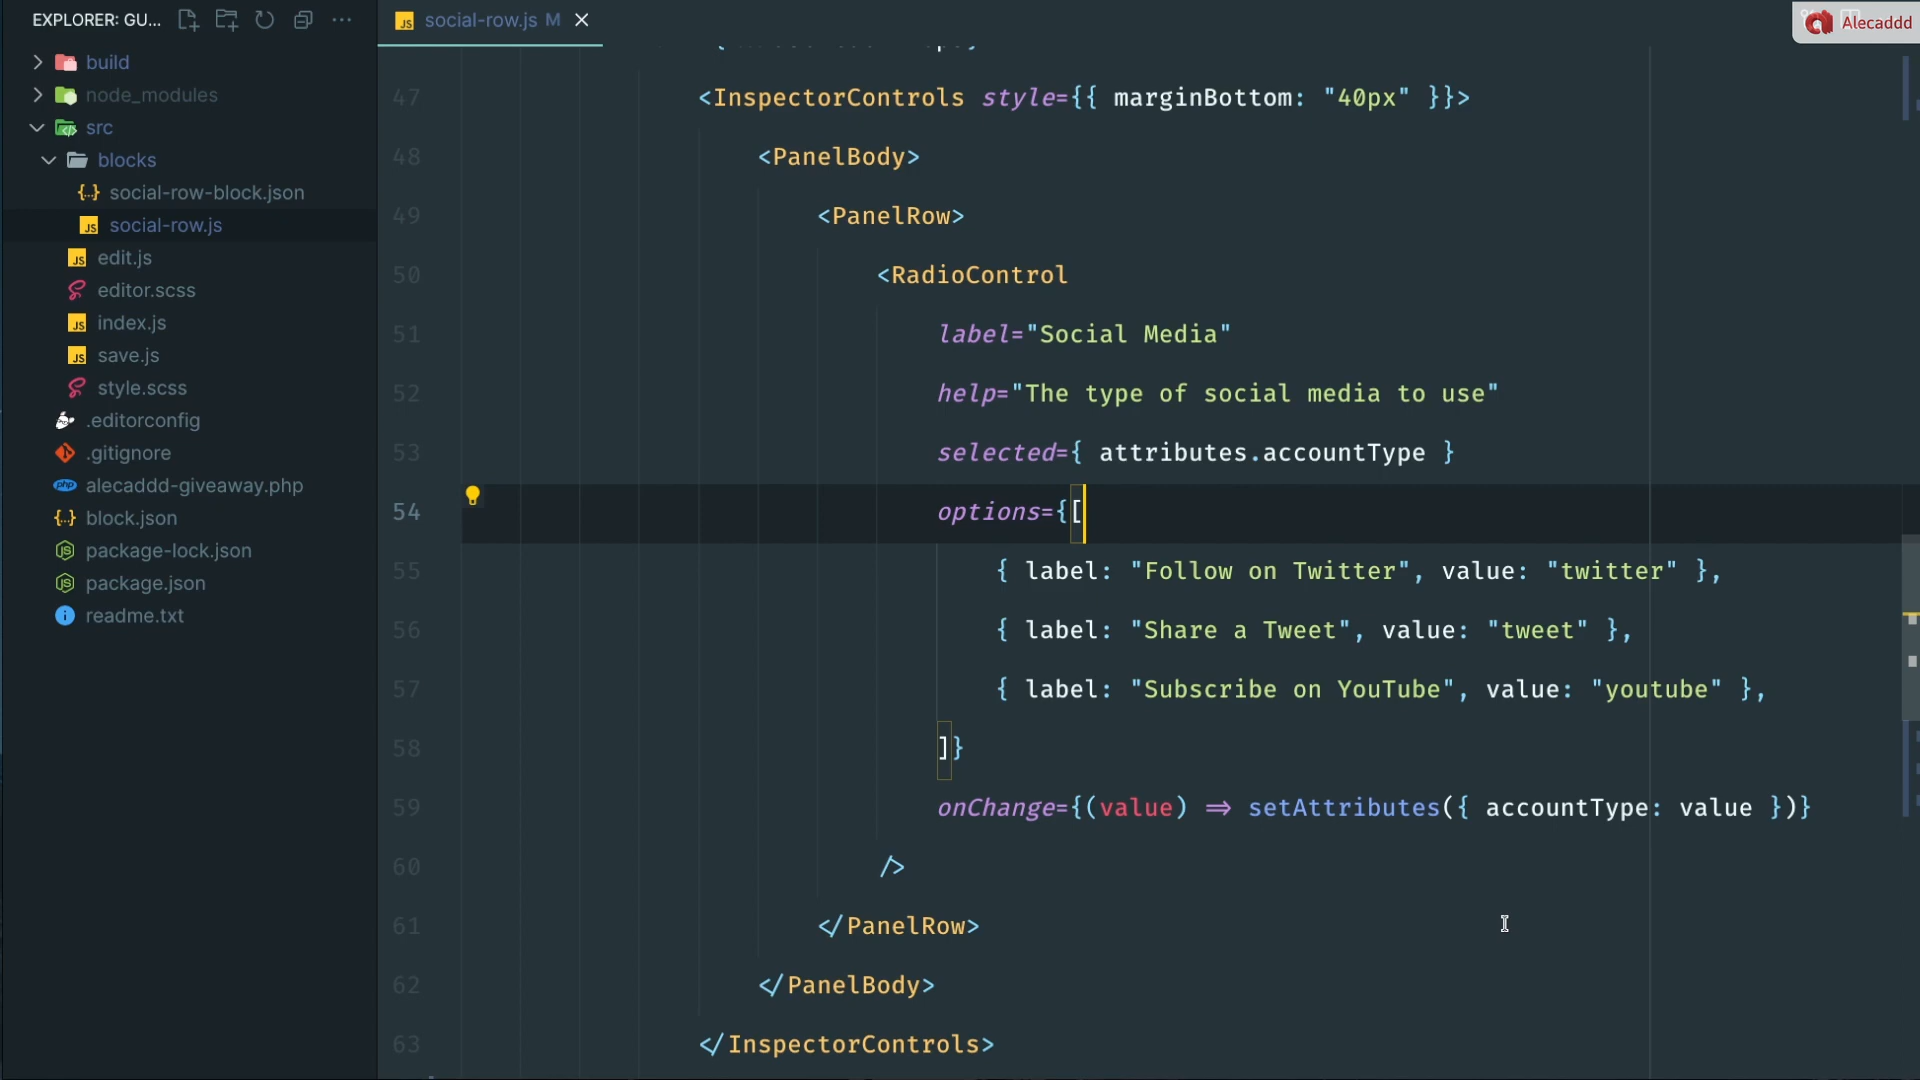 EXPLORER: GU...
social-row.js M
Alecaddd
build
node_modules
src
blocks
social-row-block.json
social-row.js
edit.js
editor.scss
index.js
save.js
style.scss
.editorconfig
.gitignore
alecaddd-giveaway.php
block.json
package-lock.json
package.json
readme.txt
47 <InspectorControls style={{ marginBottom: "40px" }}>
48 <PanelBody>
49 <PanelRow>
50 <RadioControl
51 label="Social Media"
52 help="The type of social media to use"
53 selected={ attributes.accountType }
54 options={[
55 { label: "Follow on Twitter", value: "twitter" },
56 { label: "Share a Tweet", value: "tweet" },
57 { label: "Subscribe on YouTube", value: "youtube" },
58 ]}
59 onChange={(value) => setAttributes({ accountType: value })}
60 />
61 </PanelRow>
62 </PanelBody>
63 </InspectorControls>